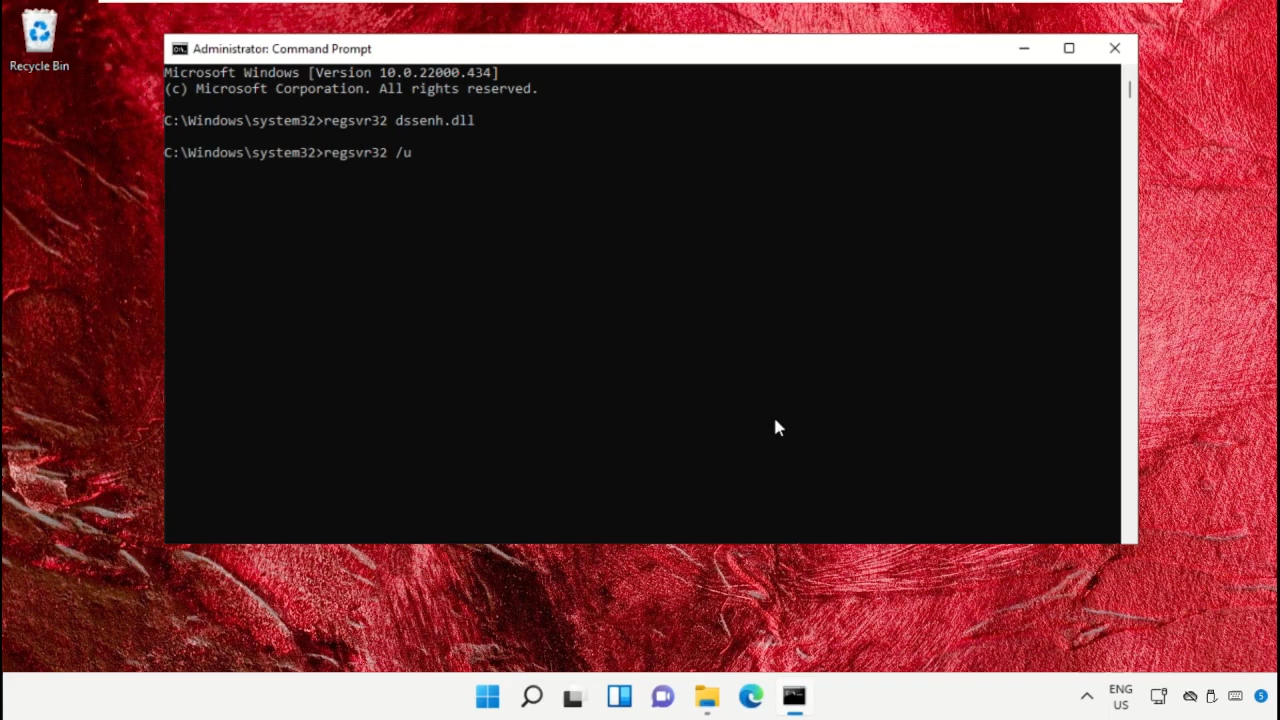 Recycle Bin
Administrator: Command Prompt
Microsoft Windows [Version 10.0.22000.434]
(c) Microsoft Corporation. All rights reserved.
C:\Windows\system32>regsvr32 dssenh.dll
C:\Windows\system32>regsvr32 /u
ENG
US
5